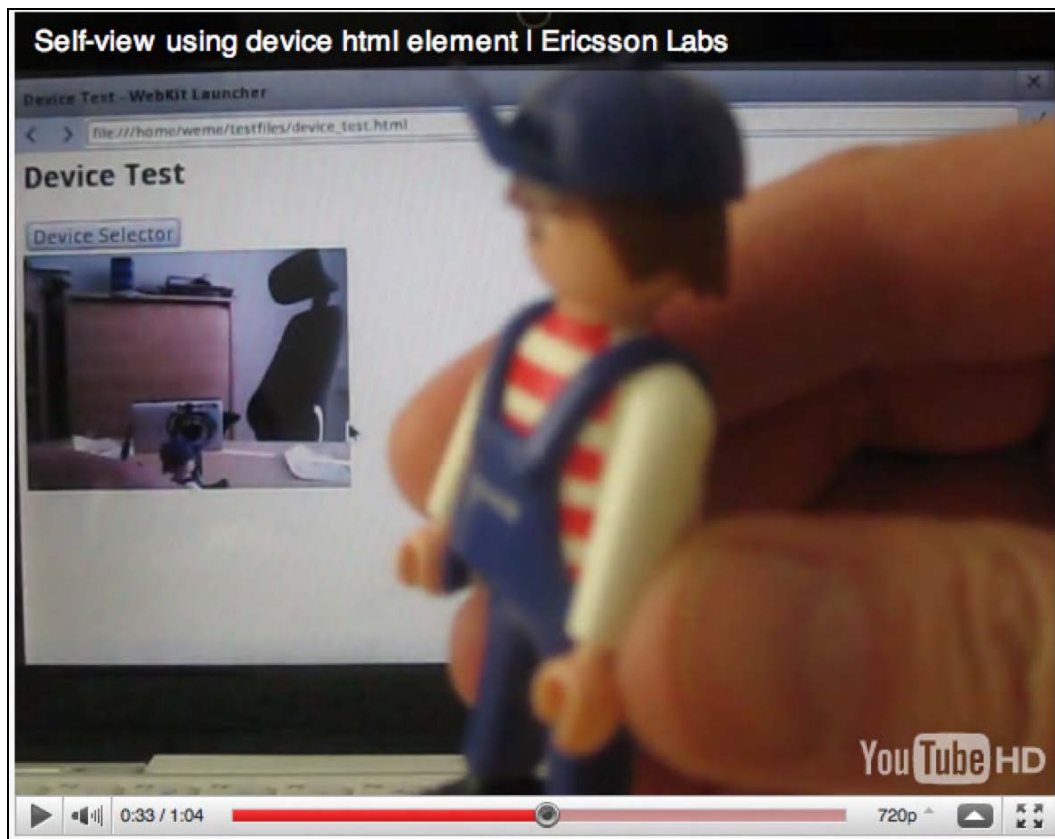 Self-view using device html element | Ericsson Labs
Device Test - WebKit Launcher
file:///home/weme/testfiles/device_test.html
Device Test
Device Selector
YouTube HD
0:33 / 1:04
720p